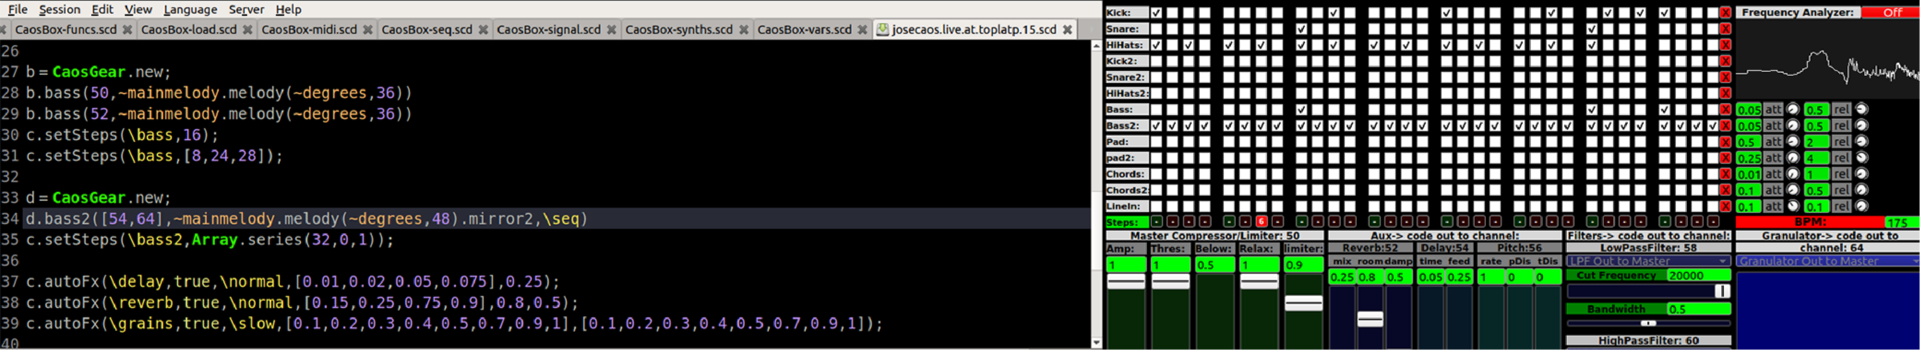 File Session Edit View Language Server Help
CaosBox-funcs.scd CaosBox-load.scd CaosBox-midi.scd CaosBox-seq.scd CaosBox-signal.scd CaosBox-synths.scd CaosBox-vars.scd josecaos.live.at.toplatp.15.scd
26
27 b = CaosGear.new;
28 b.bass(50,~mainmelody.melody(~degrees,36))
29 b.bass(52,~mainmelody.melody(~degrees,36))
30 c.setSteps(\bass,16);
31 c.setSteps(\bass,[8,24,28]);
32
33 d = CaosGear.new;
34 d.bass2([54,64],~mainmelody.melody(~degrees,48).mirror2,\seq)
35 c.setSteps(\bass2,Array.series(32,0,1));
36
37 c.autoFx(\delay,true,\normal,[0.01,0.02,0.05,0.075],0.25);
38 c.autoFx(\reverb,true,\normal,[0.15,0.25,0.75,0.9],0.8,0.5);
39 c.autoFx(\grains,true,\slow,[0.1,0.2,0.3,0.4,0.5,0.7,0.9,1],[0.1,0.2,0.3,0.4,0.5,0.7,0.9,1]);
40
Kick:
Snare:
HiHats:
Kick2:
Snare2:
HiHats2:
Bass:
Bass2:
Pad:
pad2:
Chords:
Chords2:
LineIn:
Steps: 6
X
X
X
X
X
X
X
X
X
X
X
X
X
Frequency Analyzer: Off
0.05 att 0.5 rel
0.05 att 0.5 rel
0.5 att 2 rel
0.25 att 4 rel
0.01 att 1 rel
0.1 att 0.5 rel
0.1 att 0.1 rel
BPM: 175
Master Compressor/Limiter: 50
Amp: Thres: Below: Relax: limiter:
1 1 0.5 1 0.9
Aux-> code out to channel:
Reverb:52 Delay:54 Pitch:56
mix room damp time feed rate pDis tDis
0.25 0.8 0.5 0.05 0.25 1 0 0
Filters-> code out to channel:
LowPassFilter: 58
LPF Out to Master
Cut Frequency 20000
Bandwidth 0.5
HighPassFilter: 60
Granulator-> code out to
channel: 64
Granulator Out to Master